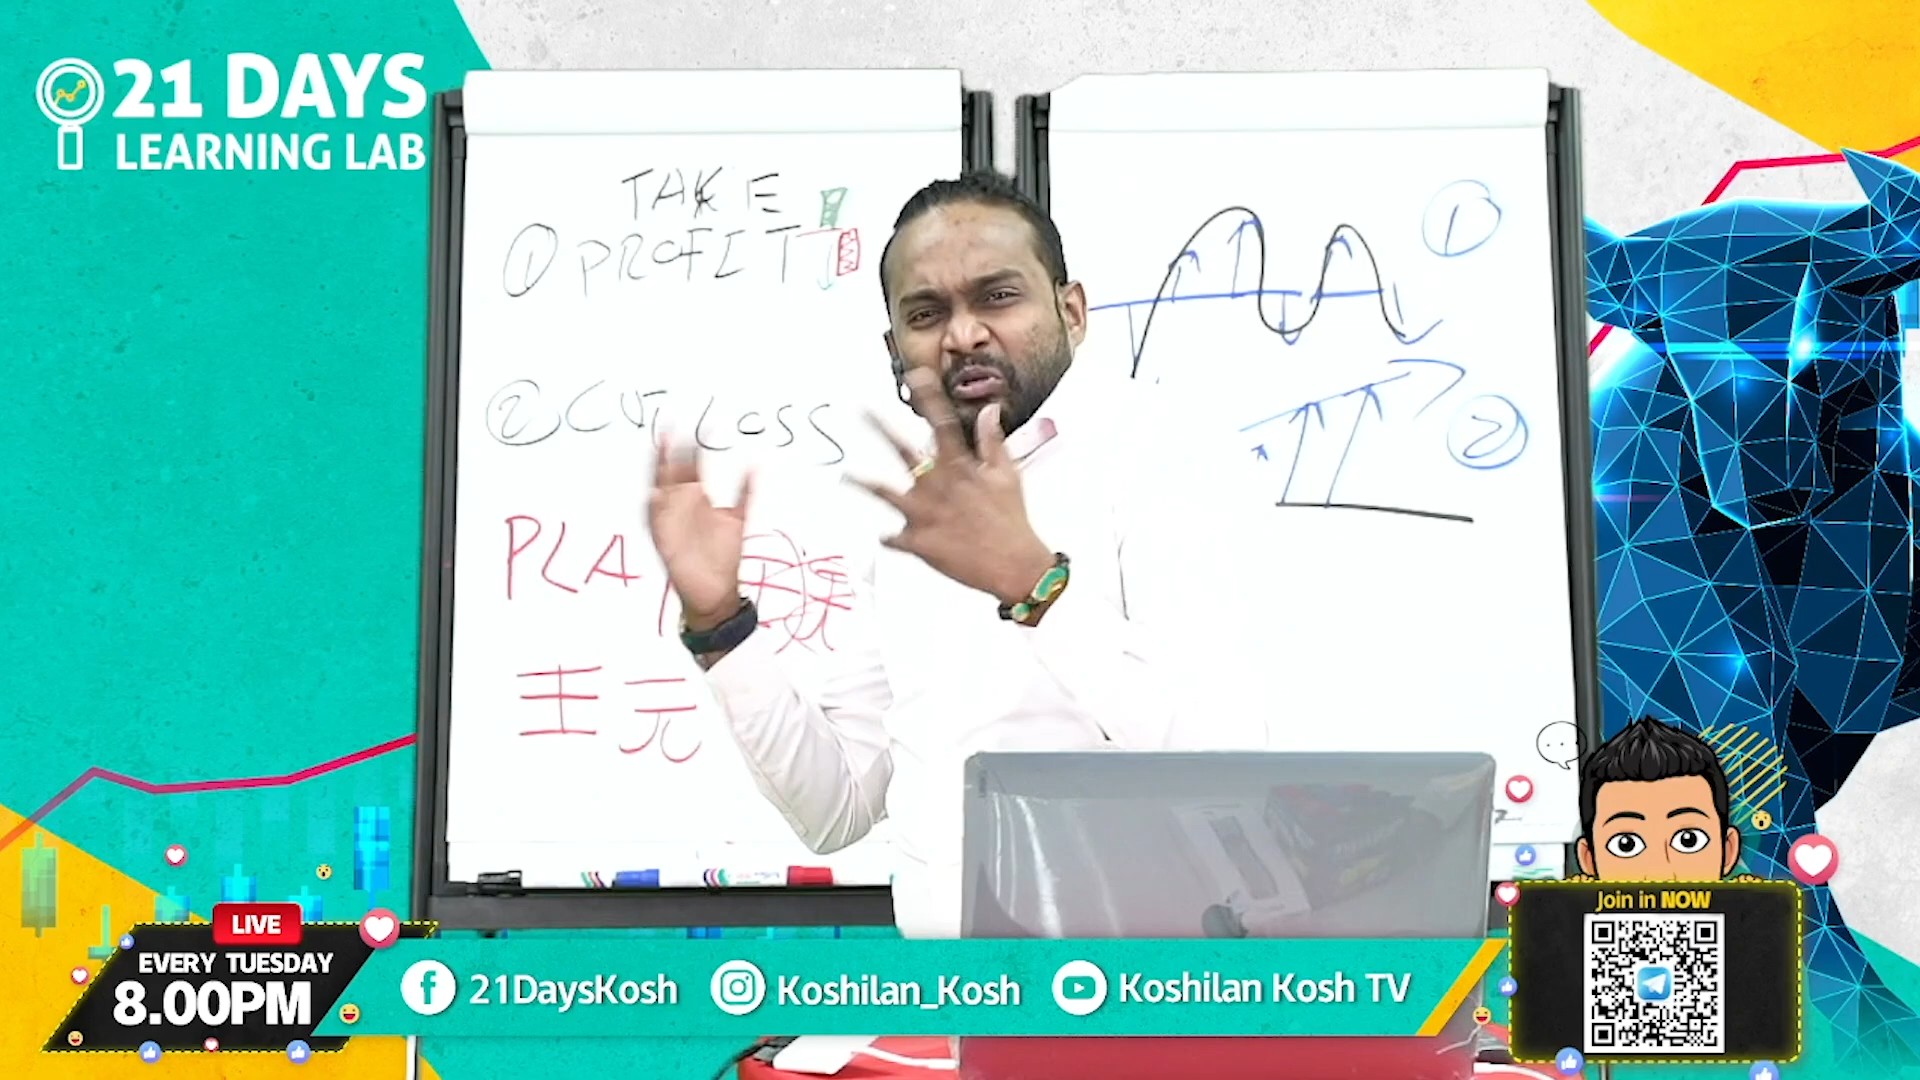 21 DAYS
LEARNING LAB
TAKE
① PROFIT
② CUT LOSS
PLA
主元
①
②
LIVE
EVERY TUESDAY
8.00PM
21DaysKosh
Koshilan_Kosh
Koshilan Kosh TV
Join in NOW